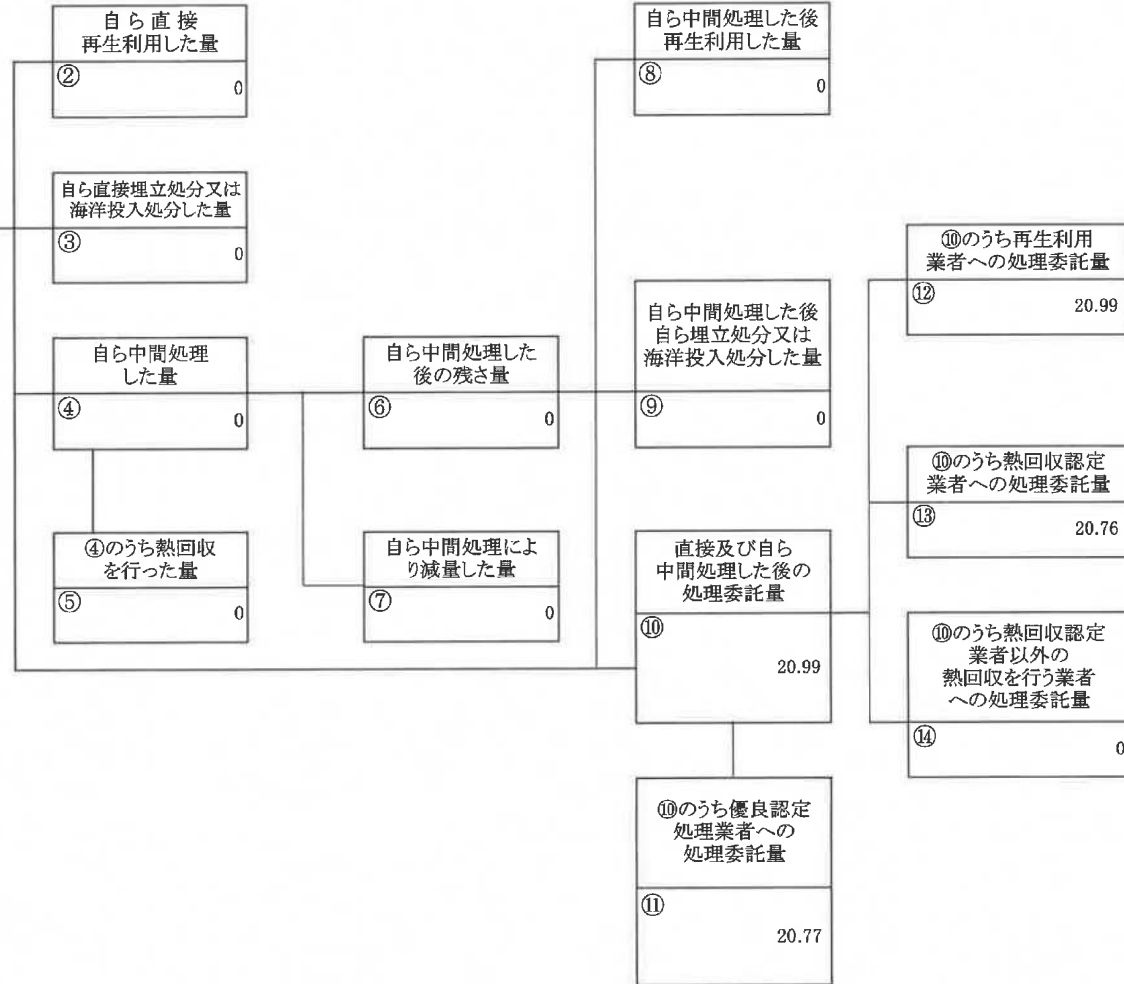 自ら直接
再生利用した量
②
0
自ら直接埋立処分又は
海洋投入処分した量
③
0
自ら中間処理
した量
④
0
④のうち熱回収
を行った量
⑤
0
自ら中間処理した
後の残さ量
⑥
0
自ら中間処理によ
り減量した量
⑦
0
自ら中間処理した後
再生利用した量
⑧
0
自ら中間処理した後
自ら埋立処分又は
海洋投入処分した量
⑨
0
直接及び自ら
中間処理した後の
処理委託量
⑩
20.99
⑩のうち優良認定
処理業者への
処理委託量
⑪
20.77
⑩のうち再生利用
業者への処理委託量
⑫
20.99
⑩のうち熱回収認定
業者への処理委託量
⑬
20.76
⑩のうち熱回収認定
業者以外の
熱回収を行う業者
への処理委託量
⑭
0